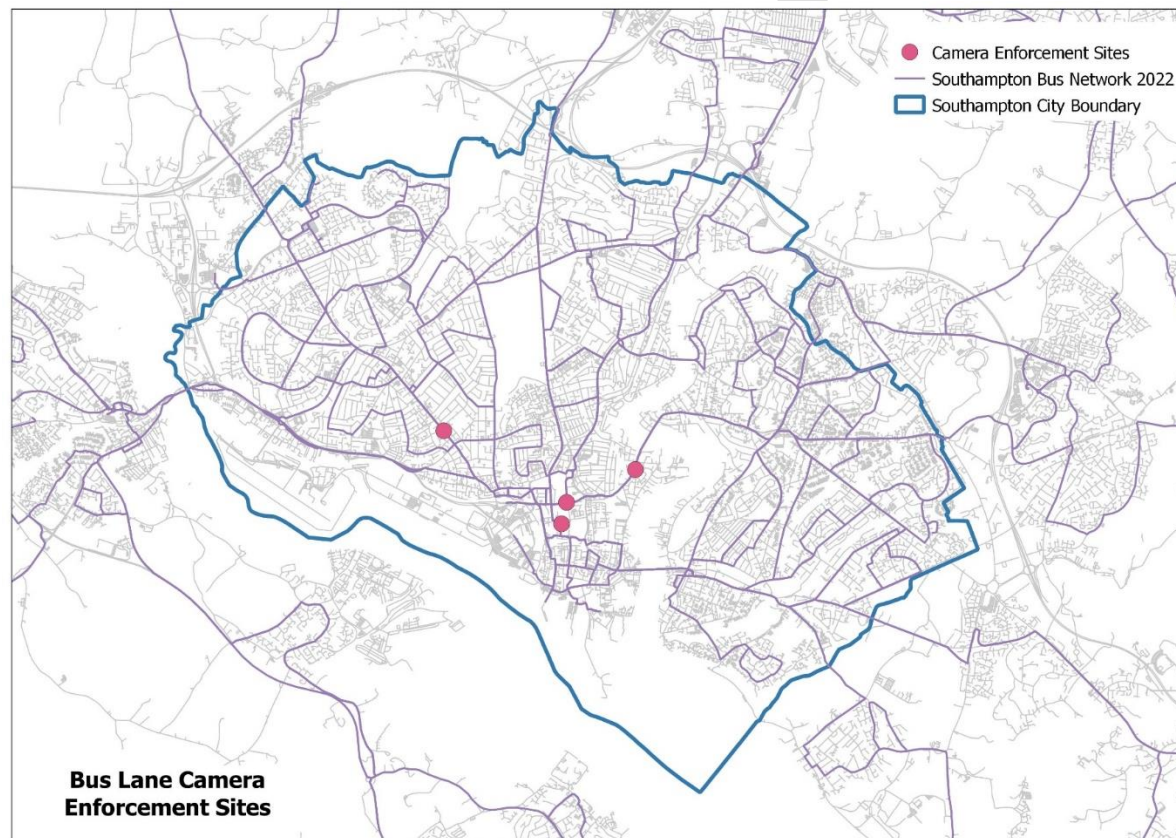 Camera Enforcement Sites
Southampton Bus Network 2022
Southampton City Boundary
Bus Lane Camera
Enforcement Sites